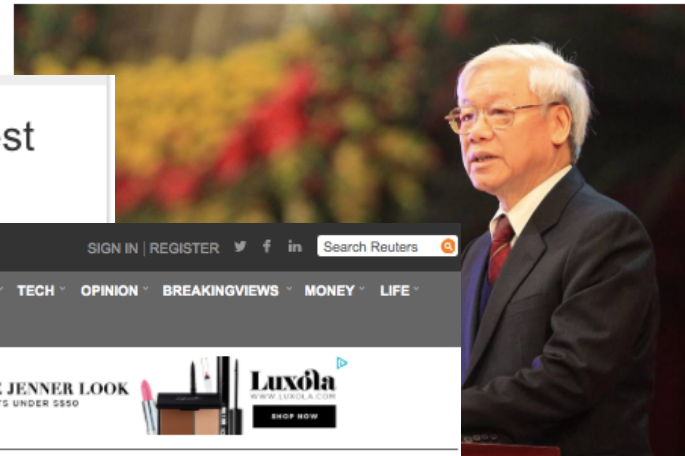 st
SIGN IN | REGISTER
Search Reuters
TECH OPINION BREAKINGVIEWS MONEY LIFE
JENNER LOOK
TS UNDER S$50
Luxola
WWW.LUXOLA.COM
SHOP NOW